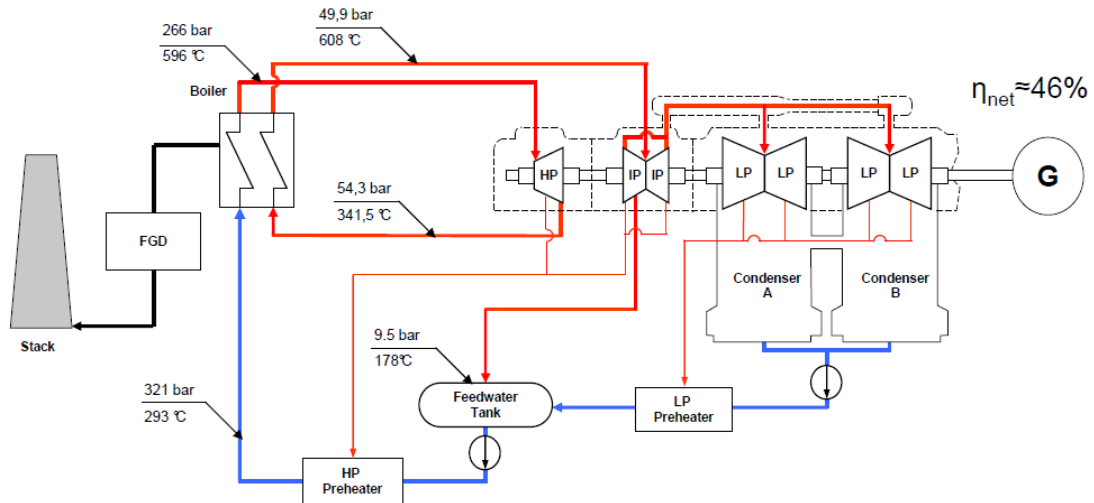 49,9 bar
608 °C
266 bar
596 °C
Boiler
η_net≈46%
HP
IP
IP
LP
LP
LP
LP
G
54,3 bar
341,5 °C
FGD
Condenser
A
Condenser
B
Stack
9.5 bar
178°C
321 bar
293 °C
Feedwater
Tank
LP
Preheater
HP
Preheater